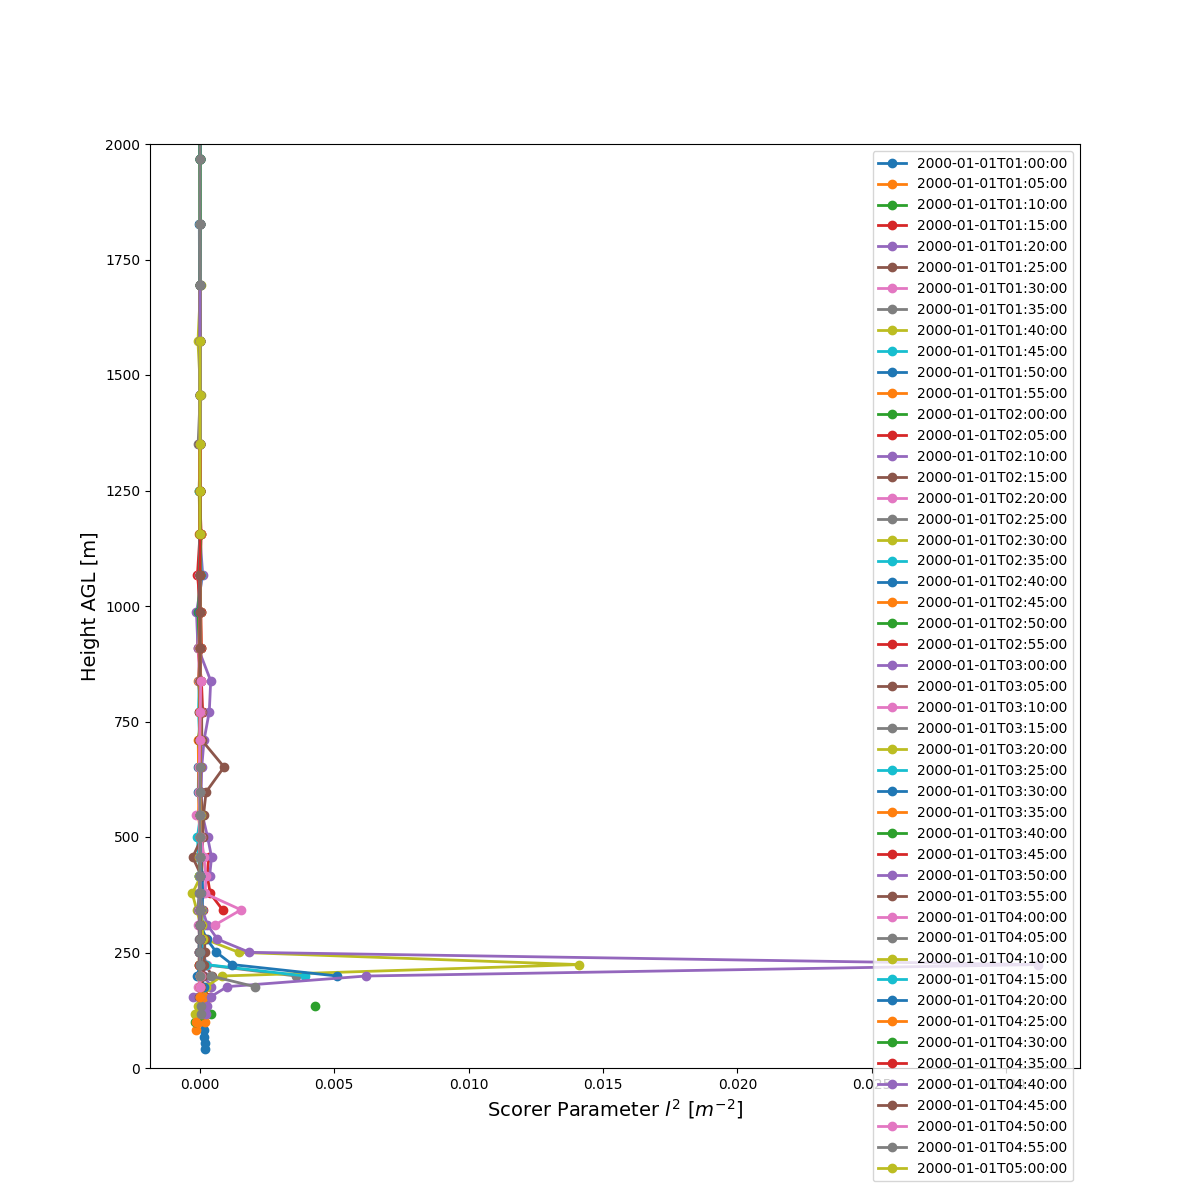 2000
1750
1500
1250
1000
750
500
250
0
Height AGL [m]
0.000
0.005
0.010
0.015
0.020
Scorer Parameter l² [m⁻²]
2000-01-01T01:00:00
2000-01-01T01:05:00
2000-01-01T01:10:00
2000-01-01T01:15:00
2000-01-01T01:20:00
2000-01-01T01:25:00
2000-01-01T01:30:00
2000-01-01T01:35:00
2000-01-01T01:40:00
2000-01-01T01:45:00
2000-01-01T01:50:00
2000-01-01T01:55:00
2000-01-01T02:00:00
2000-01-01T02:05:00
2000-01-01T02:10:00
2000-01-01T02:15:00
2000-01-01T02:20:00
2000-01-01T02:25:00
2000-01-01T02:30:00
2000-01-01T02:35:00
2000-01-01T02:40:00
2000-01-01T02:45:00
2000-01-01T02:50:00
2000-01-01T02:55:00
2000-01-01T03:00:00
2000-01-01T03:05:00
2000-01-01T03:10:00
2000-01-01T03:15:00
2000-01-01T03:20:00
2000-01-01T03:25:00
2000-01-01T03:30:00
2000-01-01T03:35:00
2000-01-01T03:40:00
2000-01-01T03:45:00
2000-01-01T03:50:00
2000-01-01T03:55:00
2000-01-01T04:00:00
2000-01-01T04:05:00
2000-01-01T04:10:00
2000-01-01T04:15:00
2000-01-01T04:20:00
2000-01-01T04:25:00
2000-01-01T04:30:00
2000-01-01T04:35:00
2000-01-01T04:40:00
2000-01-01T04:45:00
2000-01-01T04:50:00
2000-01-01T04:55:00
2000-01-01T05:00:00